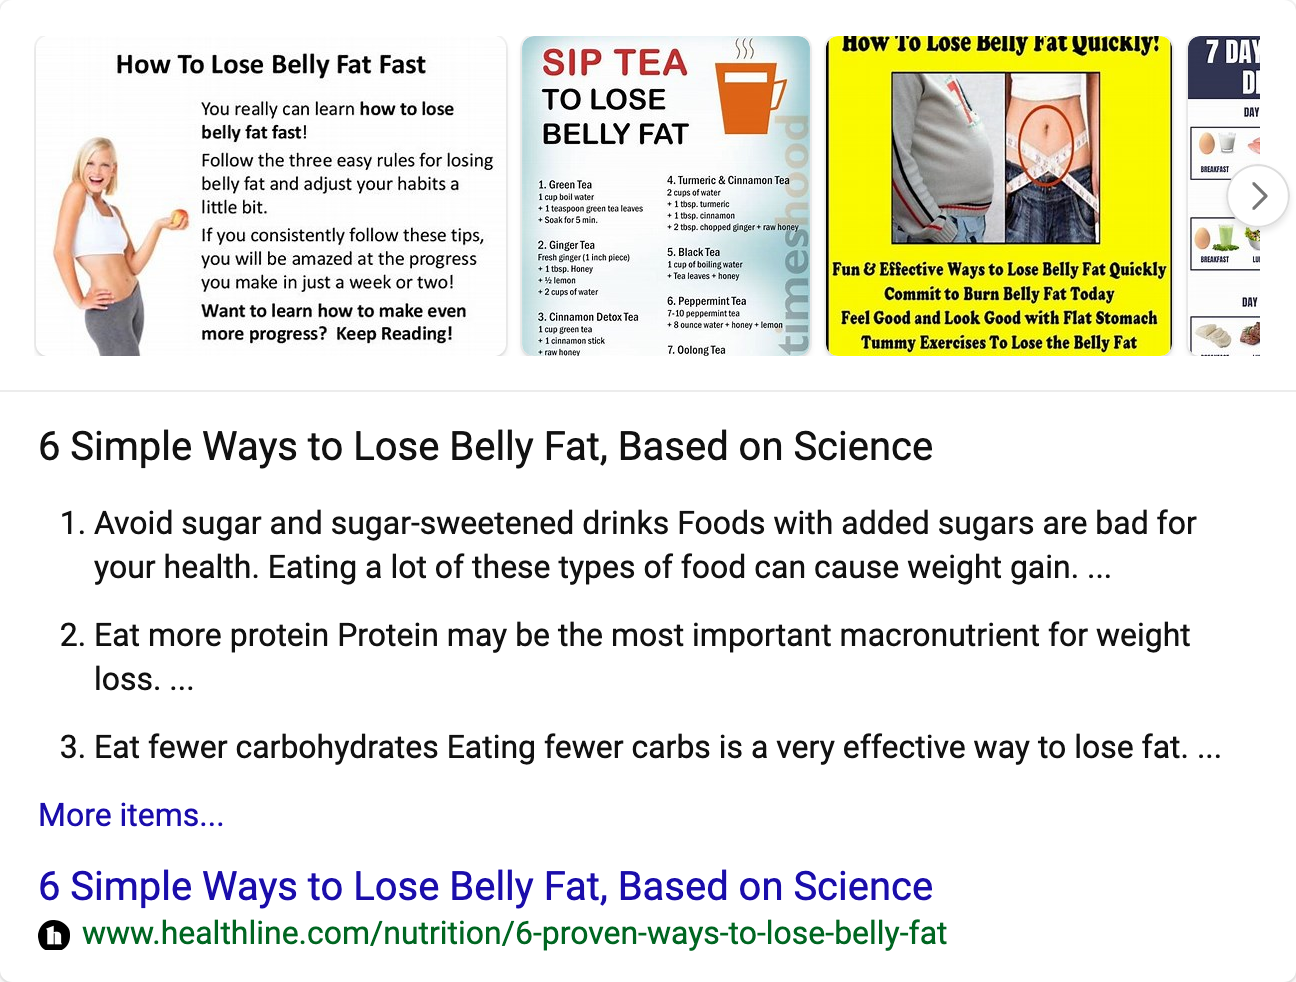 How To Lose Belly Fat Fast
You really can learn how to lose
belly fat fast!
Follow the three easy rules for losing
belly fat and adjust your habits a
little bit.
If you consistently follow these tips,
you will be amazed at the progress
you make in just a week or two!
Want to learn how to make even
more progress? Keep Reading!
SIP TEA
TO LOSE
BELLY FAT
1. Green Tea
1 cup boil water
+ 1 teaspoon green tea leaves
+ Soak for 5 min.
2. Ginger Tea
Fresh ginger (1 inch piece)
+ 1 tbsp. Honey
+ ½ lemon
+ 2 cups of water
3. Cinnamon Detox Tea
1 cup green tea
+ 1 cinnamon stick
+ raw honey
4. Turmeric & Cinnamon Tea
2 cups of water
+ 1 tbsp. turmeric
+ 1 tbsp. cinnamon
+ 2 tbsp. chopped ginger + raw honey
5. Black Tea
1 cup of boiling water
+ Tea leaves + honey
6. Peppermint Tea
7-10 peppermint tea
+ 8 ounce water + honey + lemon
7. Oolong Tea
timeshood
How To Lose Belly Fat Quickly!
Fun & Effective Ways to Lose Belly Fat Quickly
Commit to Burn Belly Fat Today
Feel Good and Look Good with Flat Stomach
Tummy Exercises To Lose the Belly Fat
7 DAY
D
DAY
BREAKFAST
BREAKFAST
LU
DAY
6 Simple Ways to Lose Belly Fat, Based on Science
1. Avoid sugar and sugar-sweetened drinks Foods with added sugars are bad for
your health. Eating a lot of these types of food can cause weight gain. ...
2. Eat more protein Protein may be the most important macronutrient for weight
loss. ...
3. Eat fewer carbohydrates Eating fewer carbs is a very effective way to lose fat. ...
More items...
6 Simple Ways to Lose Belly Fat, Based on Science
h www.healthline.com/nutrition/6-proven-ways-to-lose-belly-fat